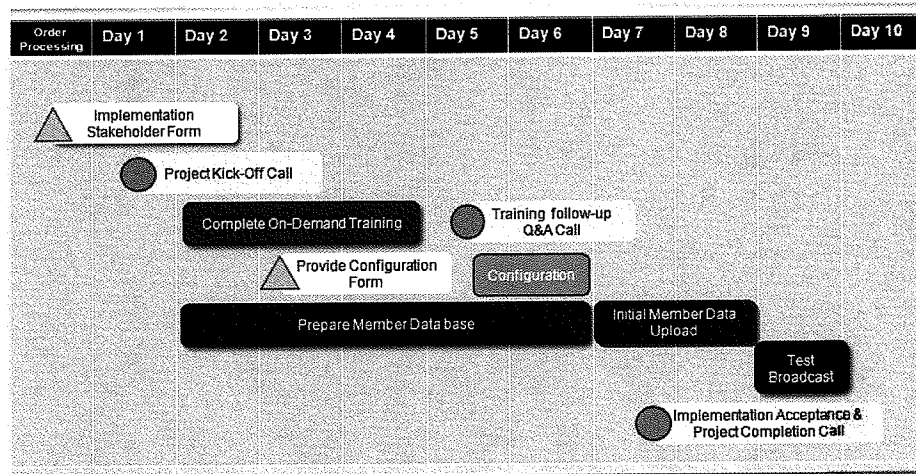 Order
Processing
Day 1
Day 2
Day 3
Day 4
Day 5
Day 6
Day 7
Day 8
Day 9
Day 10
Implementation
Stakeholder Form
Project Kick-Off Call
Complete On-Demand Training
Training follow-up
Q&A Call
Provide Configuration
Form
Configuration
Prepare Member Data base
Initial Member Data
Upload
Test
Broadcast
Implementation Acceptance &
Project Completion Call